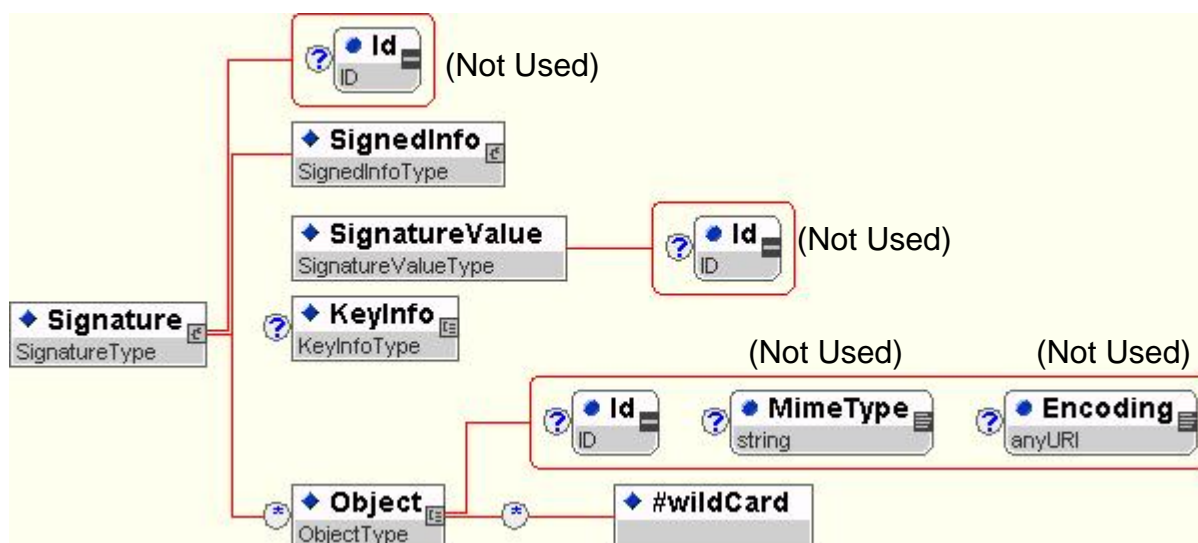 ? Id
ID
(Not Used)
SignedInfo
SignedInfoType
SignatureValue
SignatureValueType
? Id
ID
(Not Used)
Signature
SignatureType
? KeyInfo
KeyInfoType
(Not Used) (Not Used)
? Id ? MimeType ? Encoding
ID string anyURI
* Object * #wildCard
ObjectType